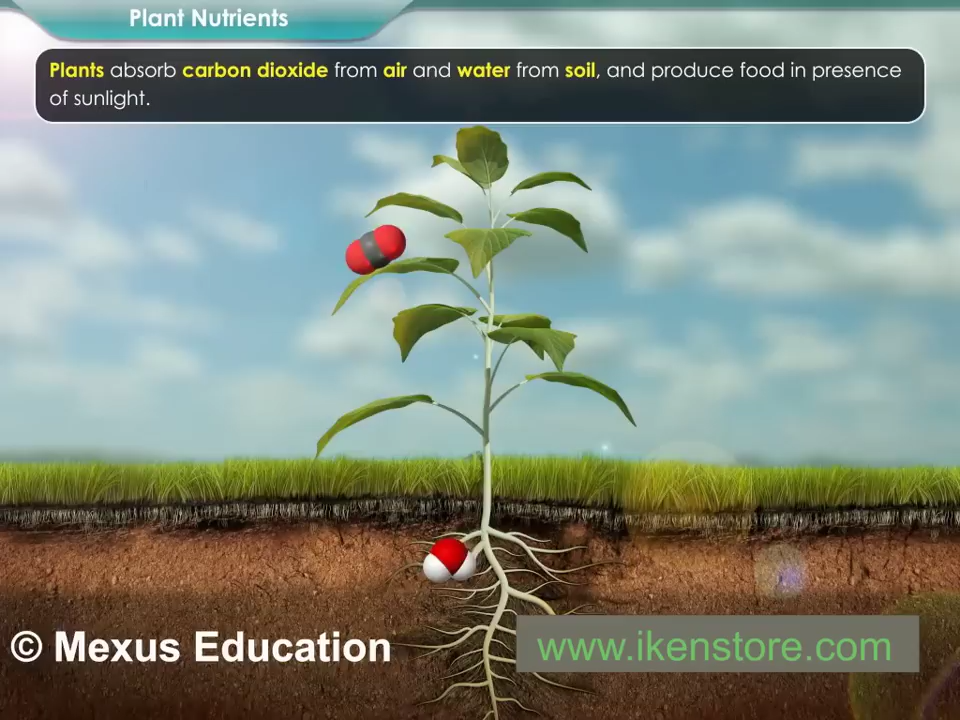 Plant Nutrients
Plants absorb carbon dioxide from air and water from soil, and produce food in presence
of sunlight.
© Mexus Education
www.ikenstore.com